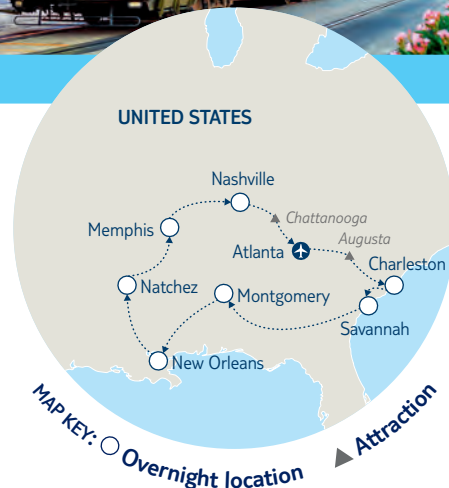 UNITED STATES
Nashville
Chattanooga
Memphis
Augusta
Atlanta
Charleston
Natchez
Montgomery
Savannah
New Orleans
MAP KEY: Overnight location Attraction